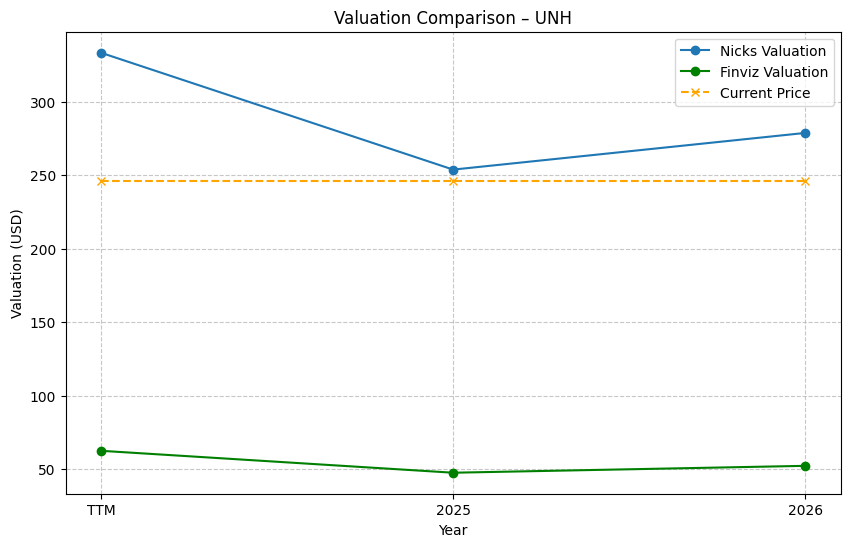 Valuation Comparison – UNH
Nicks Valuation
Finviz Valuation
Current Price
Valuation (USD)
300
250
200
150
100
50
TTM
2025
2026
Year